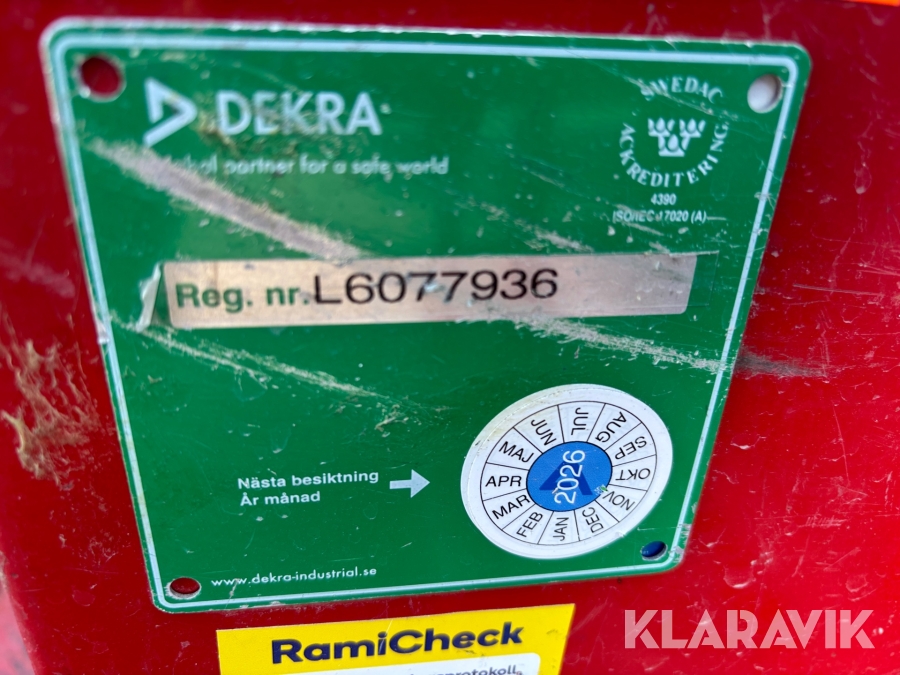 DEKRA
partner for a safe world
SWEDAC
ACKREDITERING
4390
ISO/IEC 17020 (A)
Reg. nr. L6077936
Nästa besiktning
År månad
JAN FEB MAR APR MAJ JUN JUL AUG SEP OKT NOV DEC
2026
www.dekra-industrial.se
RamiCheck
KLARAVIK